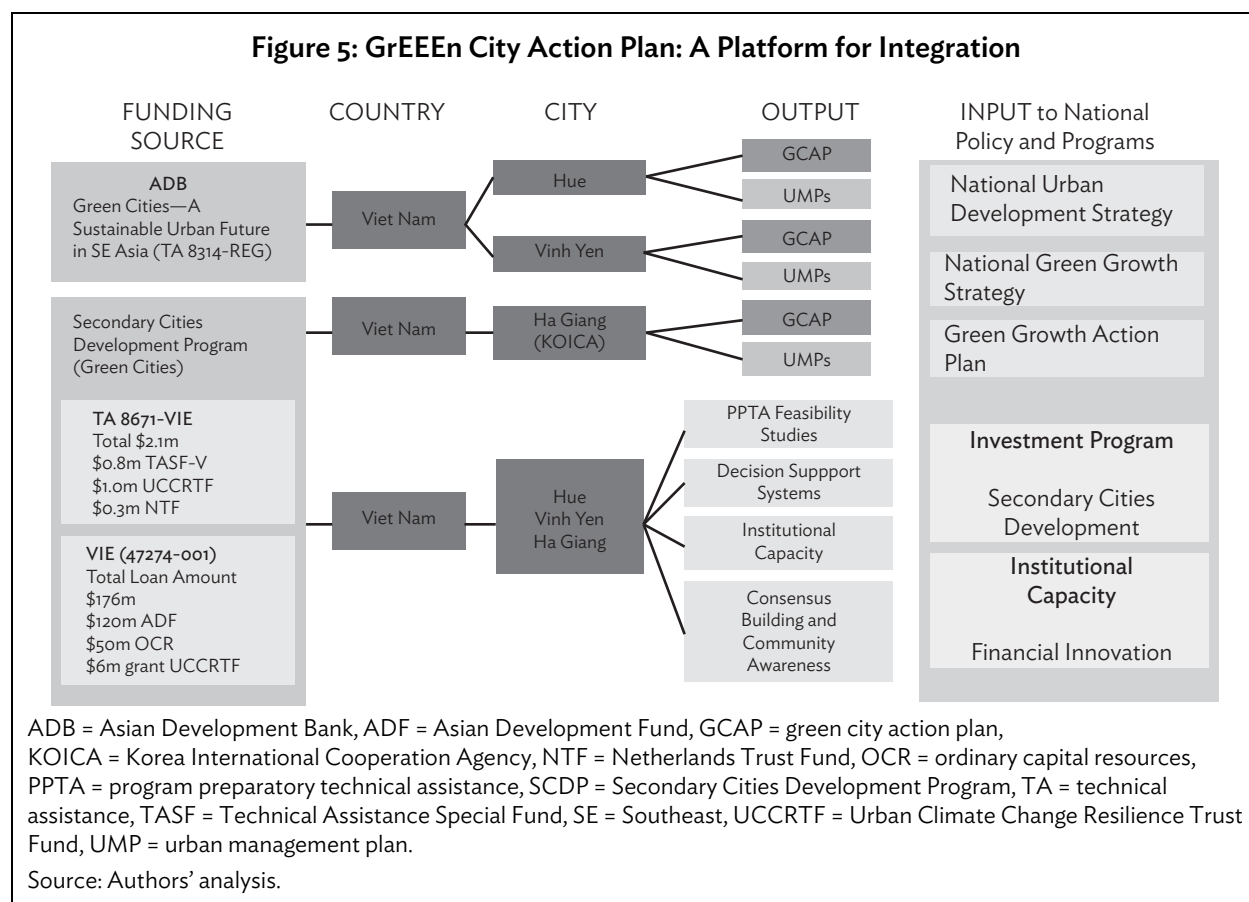 Figure 5: GrEEEn City Action Plan: A Platform for Integration
FUNDING
SOURCE
COUNTRY
CITY
OUTPUT
INPUT to National
Policy and Programs
ADB
Green Cities—A
Sustainable Urban Future
in SE Asia (TA 8314-REG)
Viet Nam
Hue
Vinh Yen
GCAP
UMPs
GCAP
UMPs
National Urban
Development Strategy
National Green Growth
Strategy
Secondary Cities
Development Program
(Green Cities)
Viet Nam
Ha Giang
(KOICA)
GCAP
UMPs
Green Growth Action
Plan
TA 8671-VIE
Total $2.1m
$0.8m TASF-V
$1.0m UCCRTF
$0.3m NTF
VIE (47274-001)
Total Loan Amount
$176m
$120m ADF
$50m OCR
$6m grant UCCRTF
Viet Nam
Hue
Vinh Yen
Ha Giang
PPTA Feasibility
Studies
Decision Suppport
Systems
Institutional
Capacity
Consensus
Building and
Community
Awareness
Investment Program
Secondary Cities
Development
Institutional
Capacity
Financial Innovation
ADB = Asian Development Bank, ADF = Asian Development Fund, GCAP = green city action plan,
KOICA = Korea International Cooperation Agency, NTF = Netherlands Trust Fund, OCR = ordinary capital resources,
PPTA = program preparatory technical assistance, SCDP = Secondary Cities Development Program, TA = technical
assistance, TASF = Technical Assistance Special Fund, SE = Southeast, UCCRTF = Urban Climate Change Resilience Trust
Fund, UMP = urban management plan.
Source: Authors’ analysis.